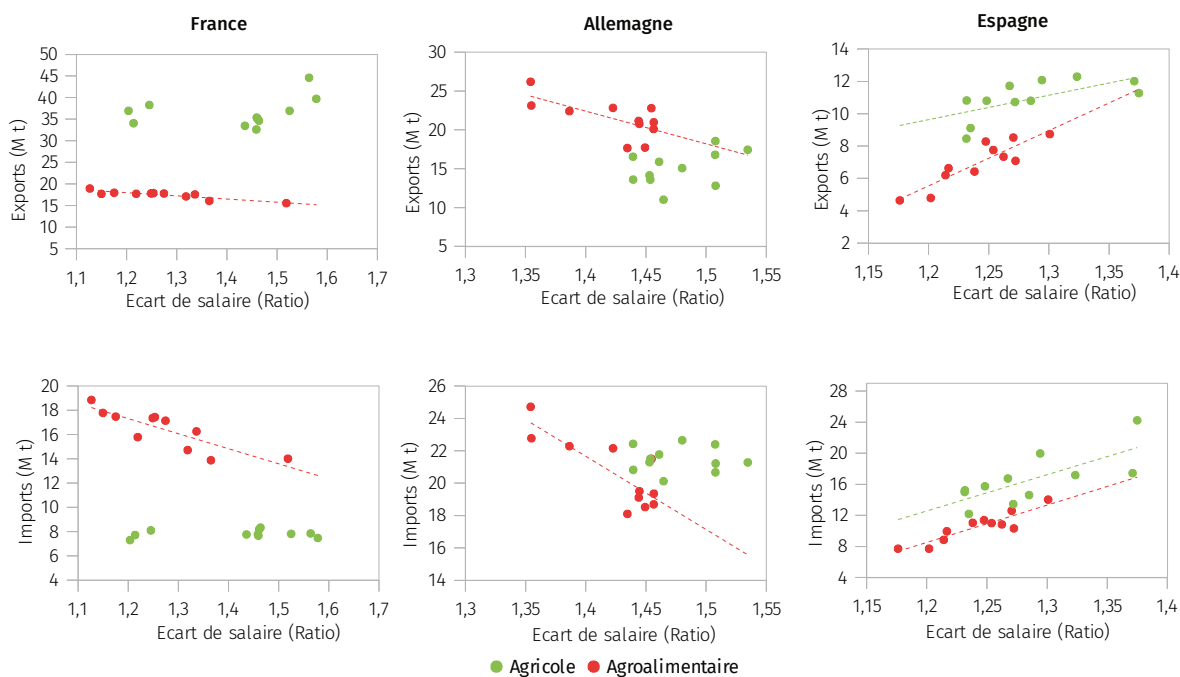 France
Allemagne
Espagne
50
45
40
35
30
25
20
15
10
5
Exports (M t)
1,1 1,2 1,3 1,4 1,5 1,6 1,7
Ecart de salaire (Ratio)
30
25
20
15
10
5
Exports (M t)
1,3 1,35 1,4 1,45 1,5 1,55
Ecart de salaire (Ratio)
14
12
10
8
6
4
2
Exports (M t)
1,15 1,2 1,25 1,3 1,35 1,4
Ecart de salaire (Ratio)
20
18
16
14
12
10
8
6
4
Imports (M t)
1,1 1,2 1,3 1,4 1,5 1,6 1,7
Ecart de salaire (Ratio)
26
24
22
20
18
16
14
Imports (M t)
1,3 1,35 1,4 1,45 1,5 1,55
Ecart de salaire (Ratio)
28
24
20
16
12
8
4
Imports (M t)
1,15 1,2 1,25 1,3 1,35 1,4
Ecart de salaire (Ratio)
Agricole Agroalimentaire